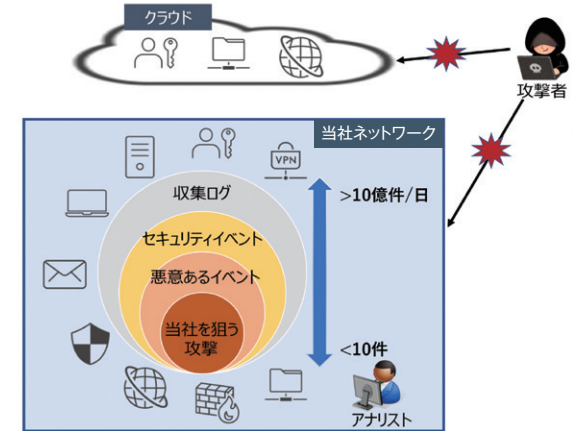 クラウド
攻撃者
当社ネットワーク
VPN
収集ログ
>10億件/日
セキュリティイベント
悪意あるイベント
当社を狙う
攻撃
<10件
アナリスト